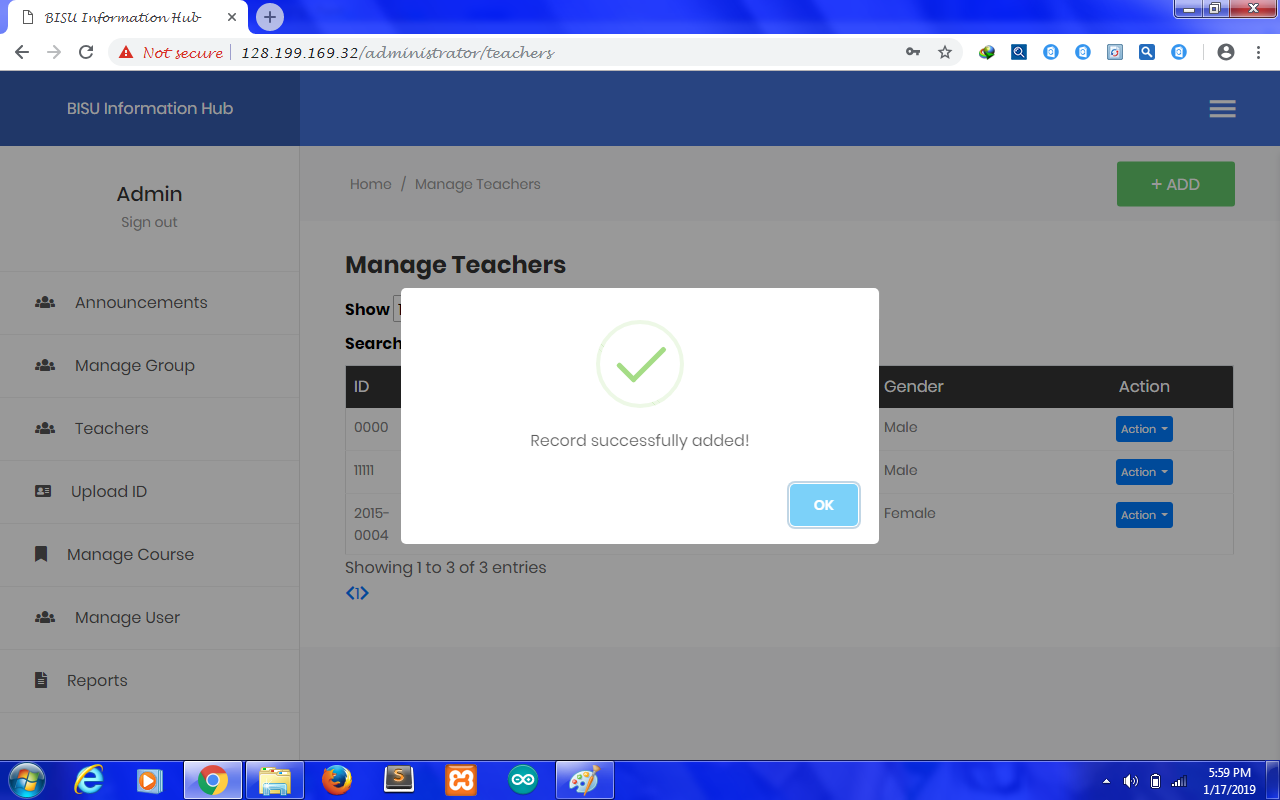 BISU Information Hub
Not secure 128.199.169.32/administrator/teachers
BISU Information Hub
Admin
Sign out
Announcements
Manage Group
Teachers
Upload ID
Manage Course
Manage User
Reports
Home / Manage Teachers
+ ADD
Manage Teachers
Show
Search
ID Gender Action
0000 Male Action
11111 Male Action
2015-
0004 Female Action
Showing 1 to 3 of 3 entries
1
Record successfully added!
OK
5:59 PM
1/17/2019